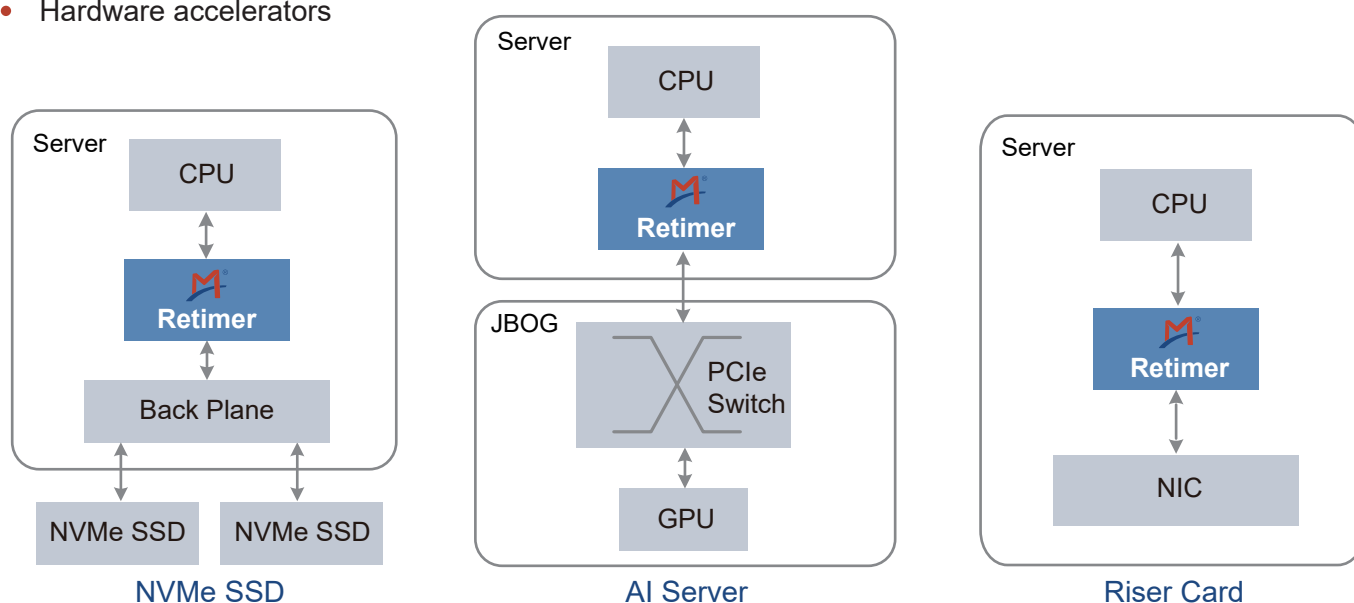 • Hardware accelerators
Server
CPU
Retimer
Back Plane
NVMe SSD
NVMe SSD
NVMe SSD
Server
CPU
Retimer
JBOG
PCIe
Switch
GPU
AI Server
Server
CPU
Retimer
NIC
Riser Card